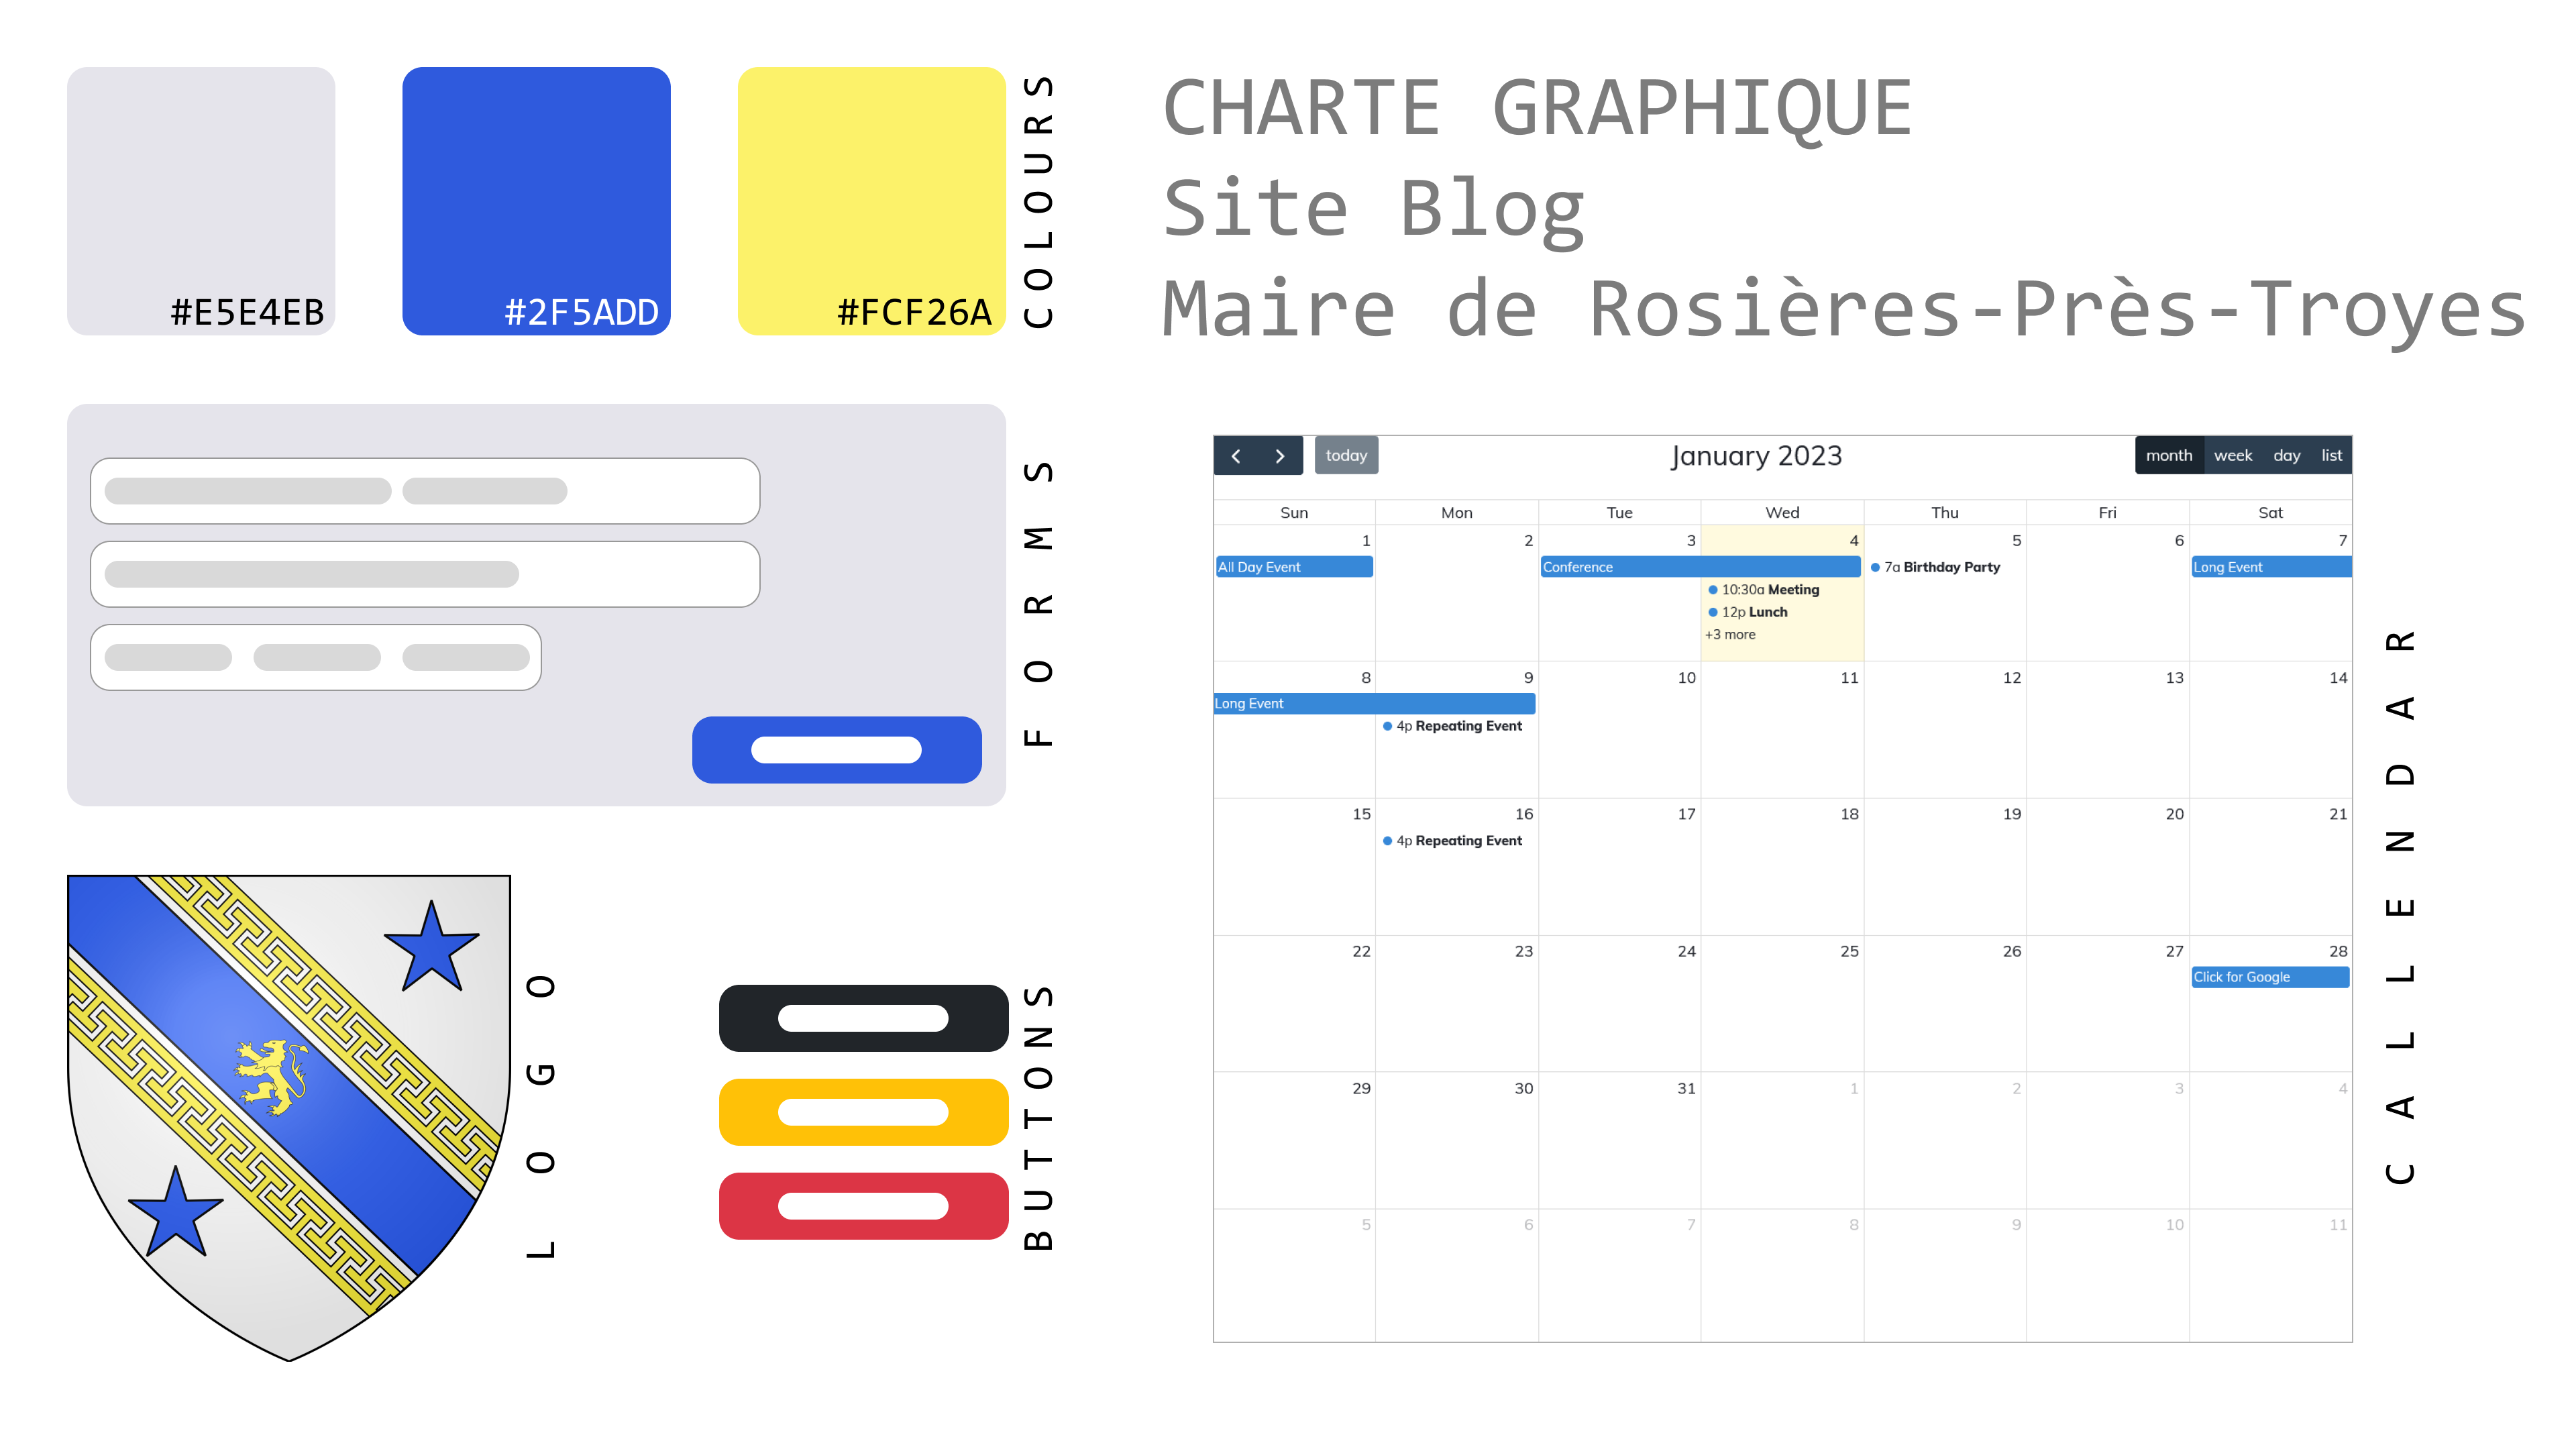 CHARTE GRAPHIQUE
Site Blog
Maire de Rosières-Près-Troyes
#E5E4EB
#2F5ADD
#FCF26A
COLOURS
FORMS
LOGO
BUTTONS
today
January 2023
month week day list
Sun Mon Tue Wed Thu Fri Sat
1 2 3 4 5 6 7
All Day Event
Conference
7a Birthday Party
Long Event
10:30a Meeting
12p Lunch
+3 more
8 9 10 11 12 13 14
Long Event
4p Repeating Event
15 16 17 18 19 20 21
4p Repeating Event
22 23 24 25 26 27 28
Click for Google
29 30 31 1 2 3 4
5 6 7 8 9 10 11
CALLENDAR